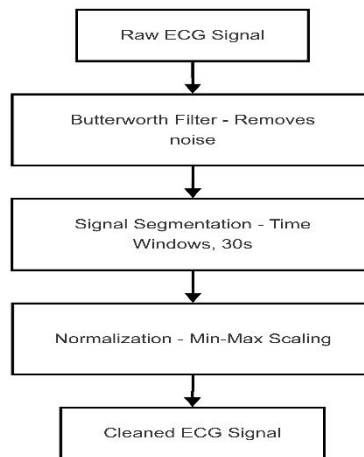 Raw ECG Signal
Butterworth Filter - Removes
noise
Signal Segmentation - Time
Windows, 30s
Normalization - Min-Max Scaling
Cleaned ECG Signal